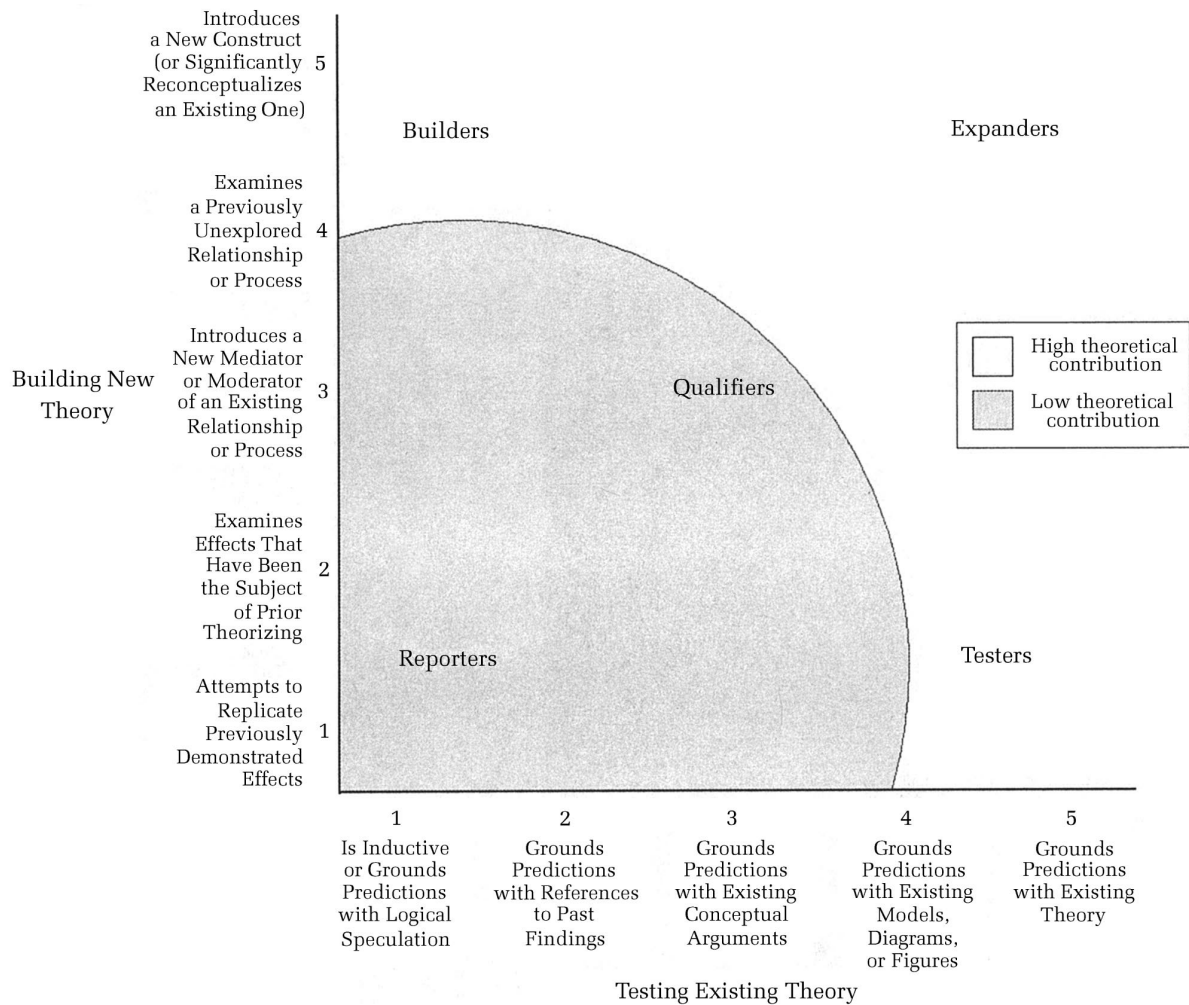 Introduces
a New Construct
(or Significantly
Reconceptualizes
an Existing One)
5
Builders
Expanders
Examines
a Previously
Unexplored
Relationship
or Process
4
Introduces a
New Mediator
or Moderator
of an Existing
Relationship
or Process
3
Building New
Theory
Qualifiers
High theoretical
contribution
Low theoretical
contribution
Examines
Effects That
Have Been
the Subject
of Prior
Theorizing
2
Reporters
Testers
Attempts to
Replicate
Previously
Demonstrated
Effects
1
1
Is Inductive
or Grounds
Predictions
with Logical
Speculation
2
Grounds
Predictions
with References
to Past
Findings
3
Grounds
Predictions
with Existing
Conceptual
Arguments
4
Grounds
Predictions
with Existing
Models,
Diagrams,
or Figures
5
Grounds
Predictions
with Existing
Theory
Testing Existing Theory